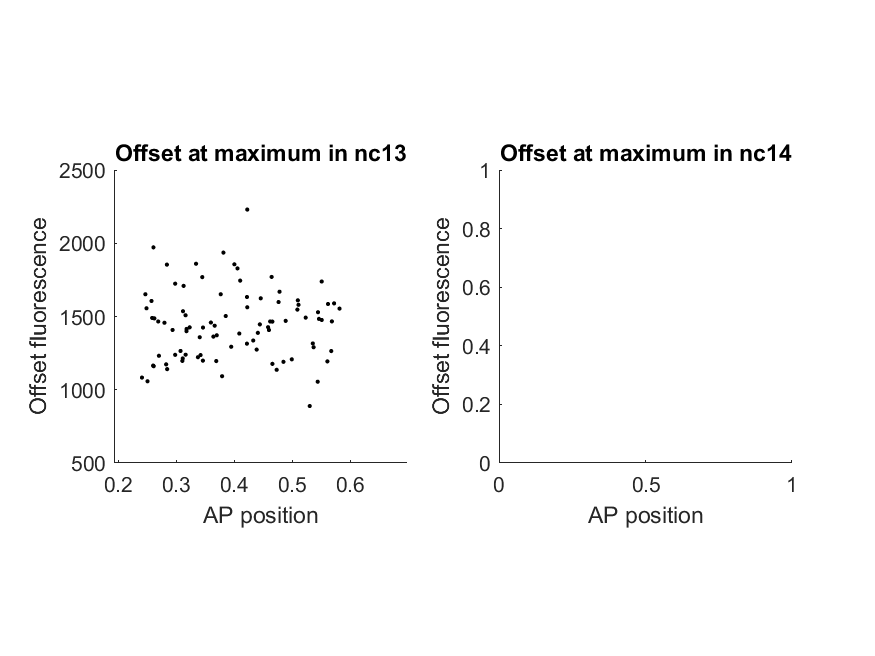 Offset at maximum in nc13
2500
2000
1500
1000
500
Offset fluorescence
0.2 0.3 0.4 0.5 0.6
AP position
Offset at maximum in nc14
1
0.8
0.6
0.4
0.2
0
Offset fluorescence
0 0.5 1
AP position